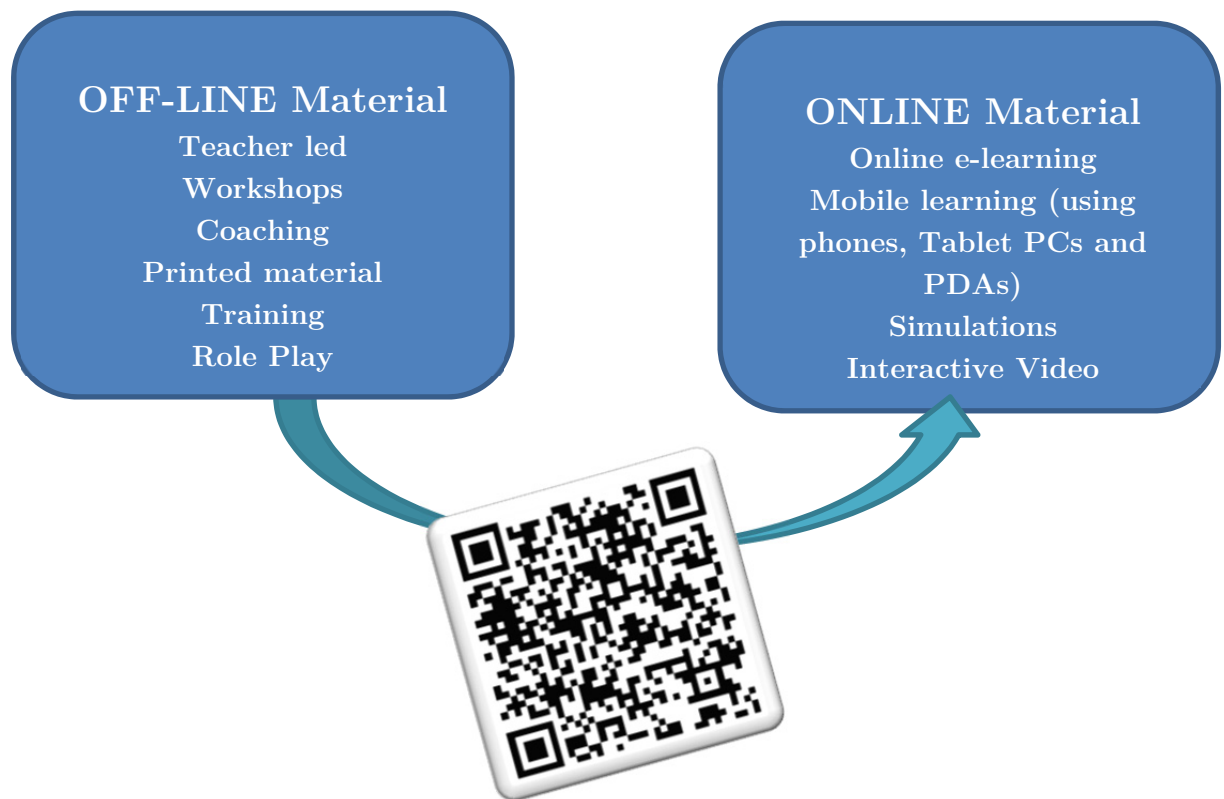 OFF-LINE Material
Teacher led
Workshops
Coaching
Printed material
Training
Role Play
ONLINE Material
Online e-learning
Mobile learning (using
phones, Tablet PCs and
PDAs)
Simulations
Interactive Video